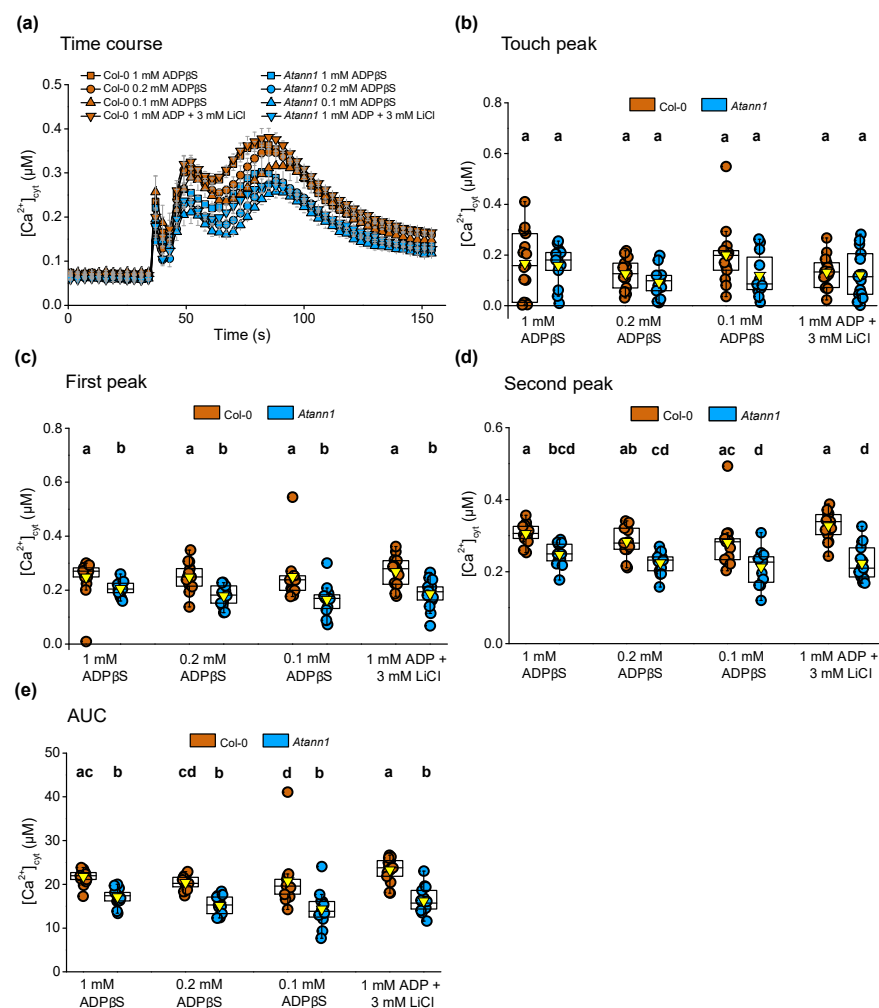 (a)
Time course
Col-0 1 mM ADPβS
Col-0 0.2 mM ADPβS
Col-0 0.1 mM ADPβS
Col-0 1 mM ADP + 3 mM LiCl
Atann1 1 mM ADPβS
Atann1 0.2 mM ADPβS
Atann1 0.1 mM ADPβS
Atann1 1 mM ADP + 3 mM LiCl
0.5
0.4
0.3
0.2
0.1
0.0
[Ca²⁺]cyt (µM)
0
50
100
150
Time (s)
(b)
Touch peak
Col-0
Atann1
a a a a a a a a
0.8
0.6
0.4
0.2
0.0
[Ca²⁺]cyt (µM)
1 mM
ADPβS
0.2 mM
ADPβS
0.1 mM
ADPβS
1 mM ADP +
3 mM LiCl
(c)
First peak
Col-0
Atann1
a b a b a b a b
0.8
0.6
0.4
0.2
0.0
[Ca²⁺]cyt (µM)
1 mM
ADPβS
0.2 mM
ADPβS
0.1 mM
ADPβS
1 mM ADP +
3 mM LiCl
(d)
Second peak
Col-0
Atann1
a bcd ab cd ac d a d
0.6
0.4
0.2
0.0
[Ca²⁺]cyt (µM)
1 mM
ADPβS
0.2 mM
ADPβS
0.1 mM
ADPβS
1 mM ADP +
3 mM LiCl
(e)
AUC
Col-0
Atann1
ac b cd b d b a b
50
40
30
20
10
0
[Ca²⁺]cyt (µM)
1 mM
ADPβS
0.2 mM
ADPβS
0.1 mM
ADPβS
1 mM ADP +
3 mM LiCl